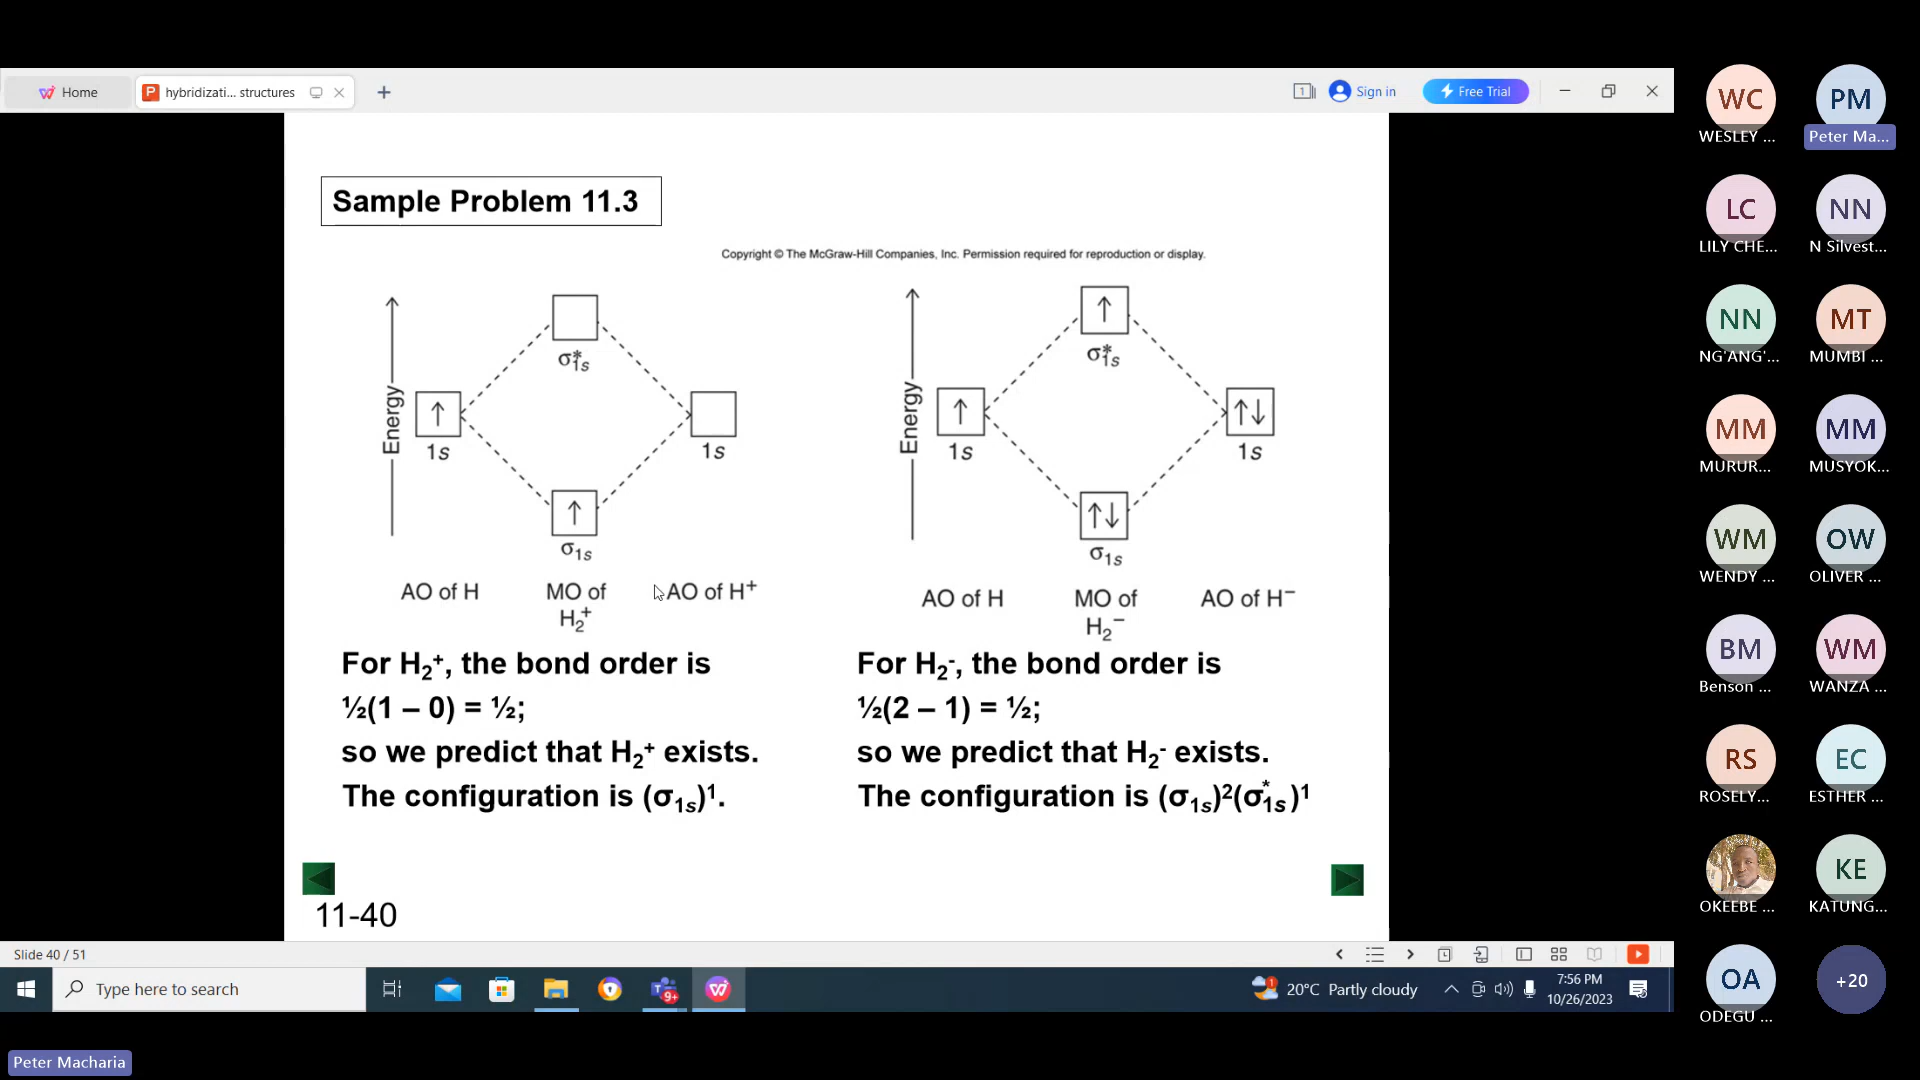 Home
hybridizati... structures
Sign in
Free Trial
Sample Problem 11.3
Copyright © The McGraw-Hill Companies, Inc. Permission required for reproduction or display.
Energy
σ*1s
1s
1s
σ1s
AO of H
MO of
H2+
AO of H+
Energy
σ*1s
1s
1s
σ1s
AO of H
MO of
H2−
AO of H−
For H2+, the bond order is
½(1 – 0) = ½;
so we predict that H2+ exists.
The configuration is (σ1s)1.
For H2-, the bond order is
½(2 – 1) = ½;
so we predict that H2- exists.
The configuration is (σ1s)2(σ*1s)1
11-40
Slide 40 / 51
Type here to search
9+
1
20°C Partly cloudy
7:56 PM
10/26/2023
Peter Macharia
WC
WESLEY ...
PM
Peter Ma...
LC
LILY CHE...
NN
N Silvest...
NN
NG'ANG'...
MT
MUMBI ...
MM
MURUR...
MM
MUSYOK...
WM
WENDY ...
OW
OLIVER ...
BM
Benson ...
WM
WANZA ...
RS
ROSELY...
EC
ESTHER ...
OKEEBE ...
KE
KATUNG...
OA
ODEGU ...
+20